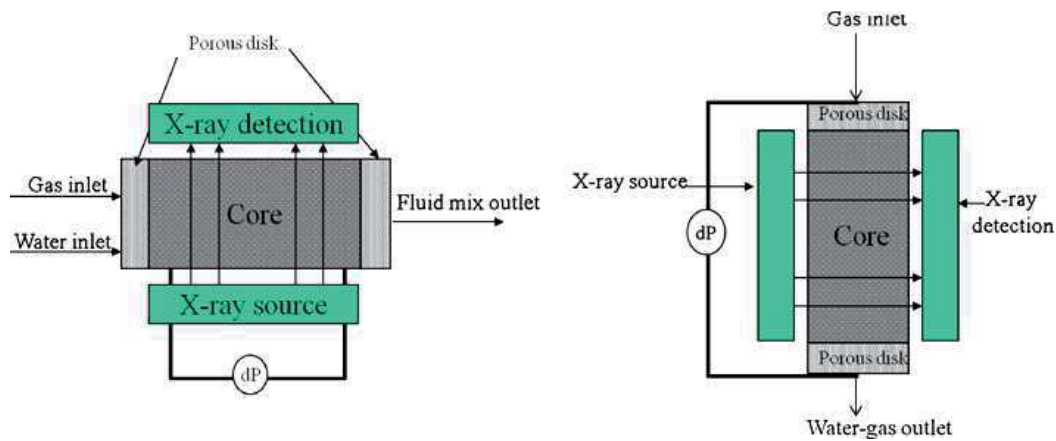 Porous disk
X-ray detection
Gas inlet
Core
Fluid mix outlet
Water inlet
X-ray source
dP
Gas inlet
Porous disk
X-ray source
X-ray
detection
dP
Core
Porous disk
Water-gas outlet